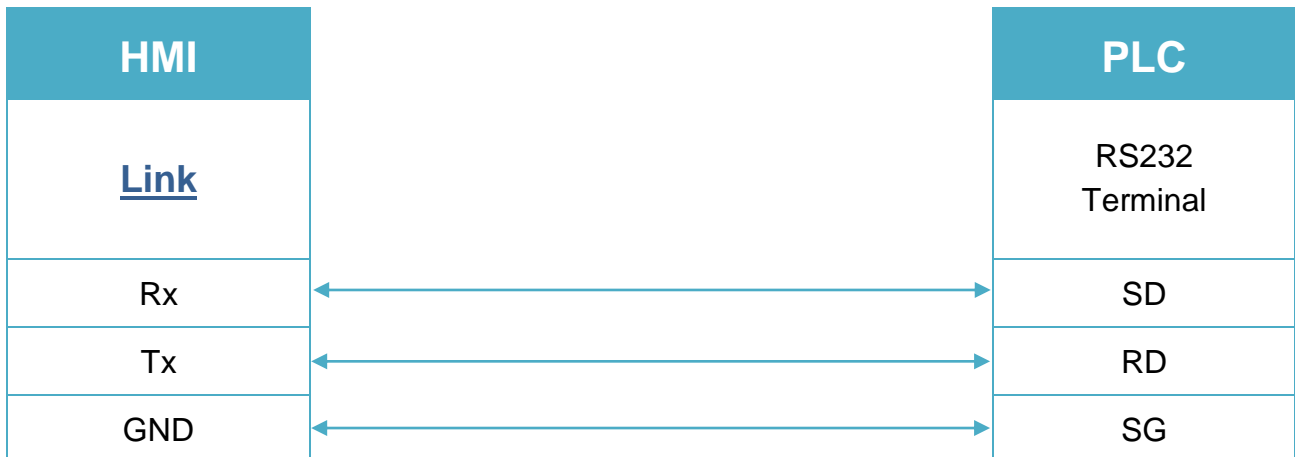 HMI PLC
Link RS232
Terminal
Rx SD
Tx RD
GND SG